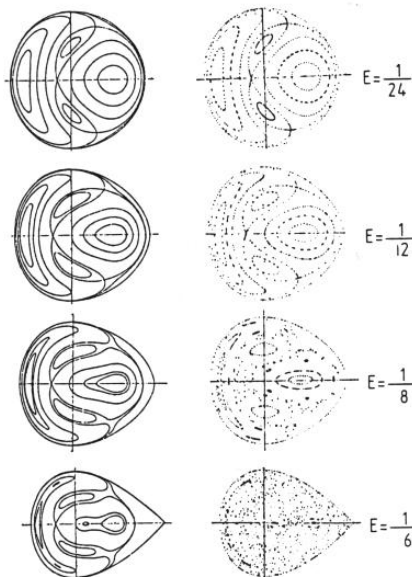 E = 1/24
E = 1/12
E = 1/8
E = 1/6